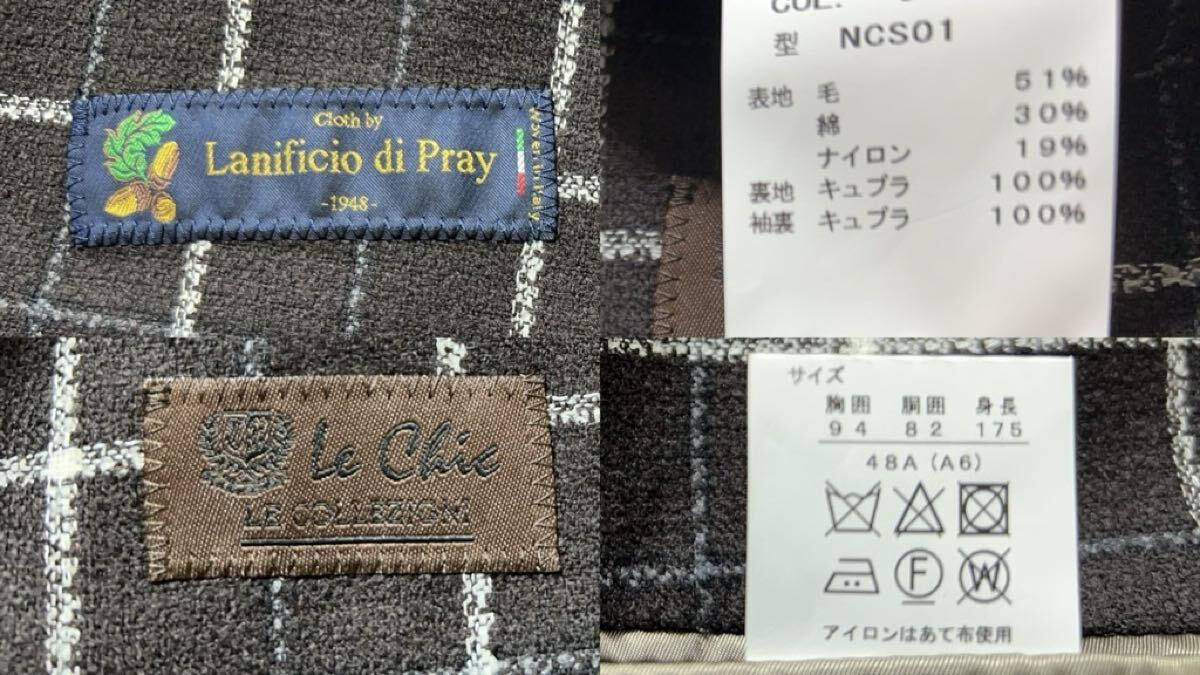 Cloth by
Lanificio di Pray
-1948-
Woven in Italy
COL.
型 NCS01
表地 毛 51%
綿 30%
ナイロン 19%
裏地 キュプラ 100%
袖裏 キュプラ 100%
Le Chic
LE COLLEZIONI
サイズ
胸囲 胴囲 身長
94 82 175
48A (A6)
F W
アイロンはあて布使用